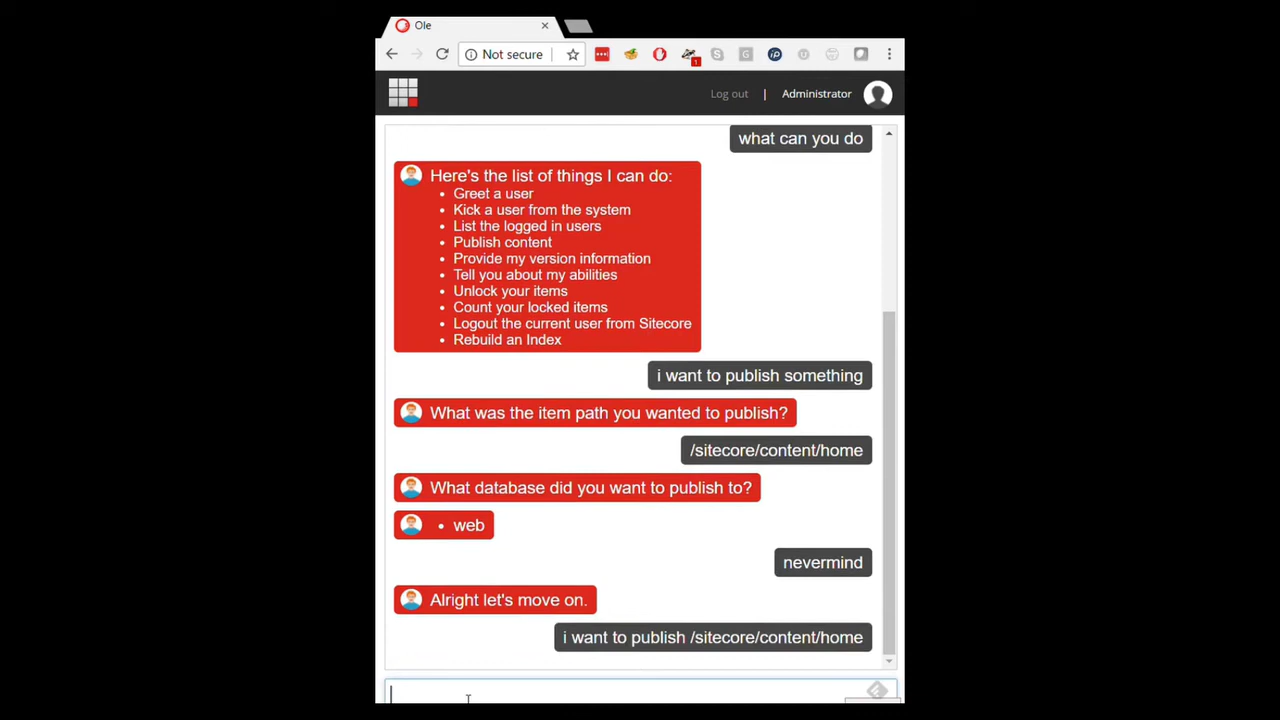 Ole
Not secure
1
Log out | Administrator
what can you do
Here's the list of things I can do:
• Greet a user
• Kick a user from the system
• List the logged in users
• Publish content
• Provide my version information
• Tell you about my abilities
• Unlock your items
• Count your locked items
• Logout the current user from Sitecore
• Rebuild an Index
i want to publish something
What was the item path you wanted to publish?
/sitecore/content/home
What database did you want to publish to?
• web
nevermind
Alright let's move on.
i want to publish /sitecore/content/home